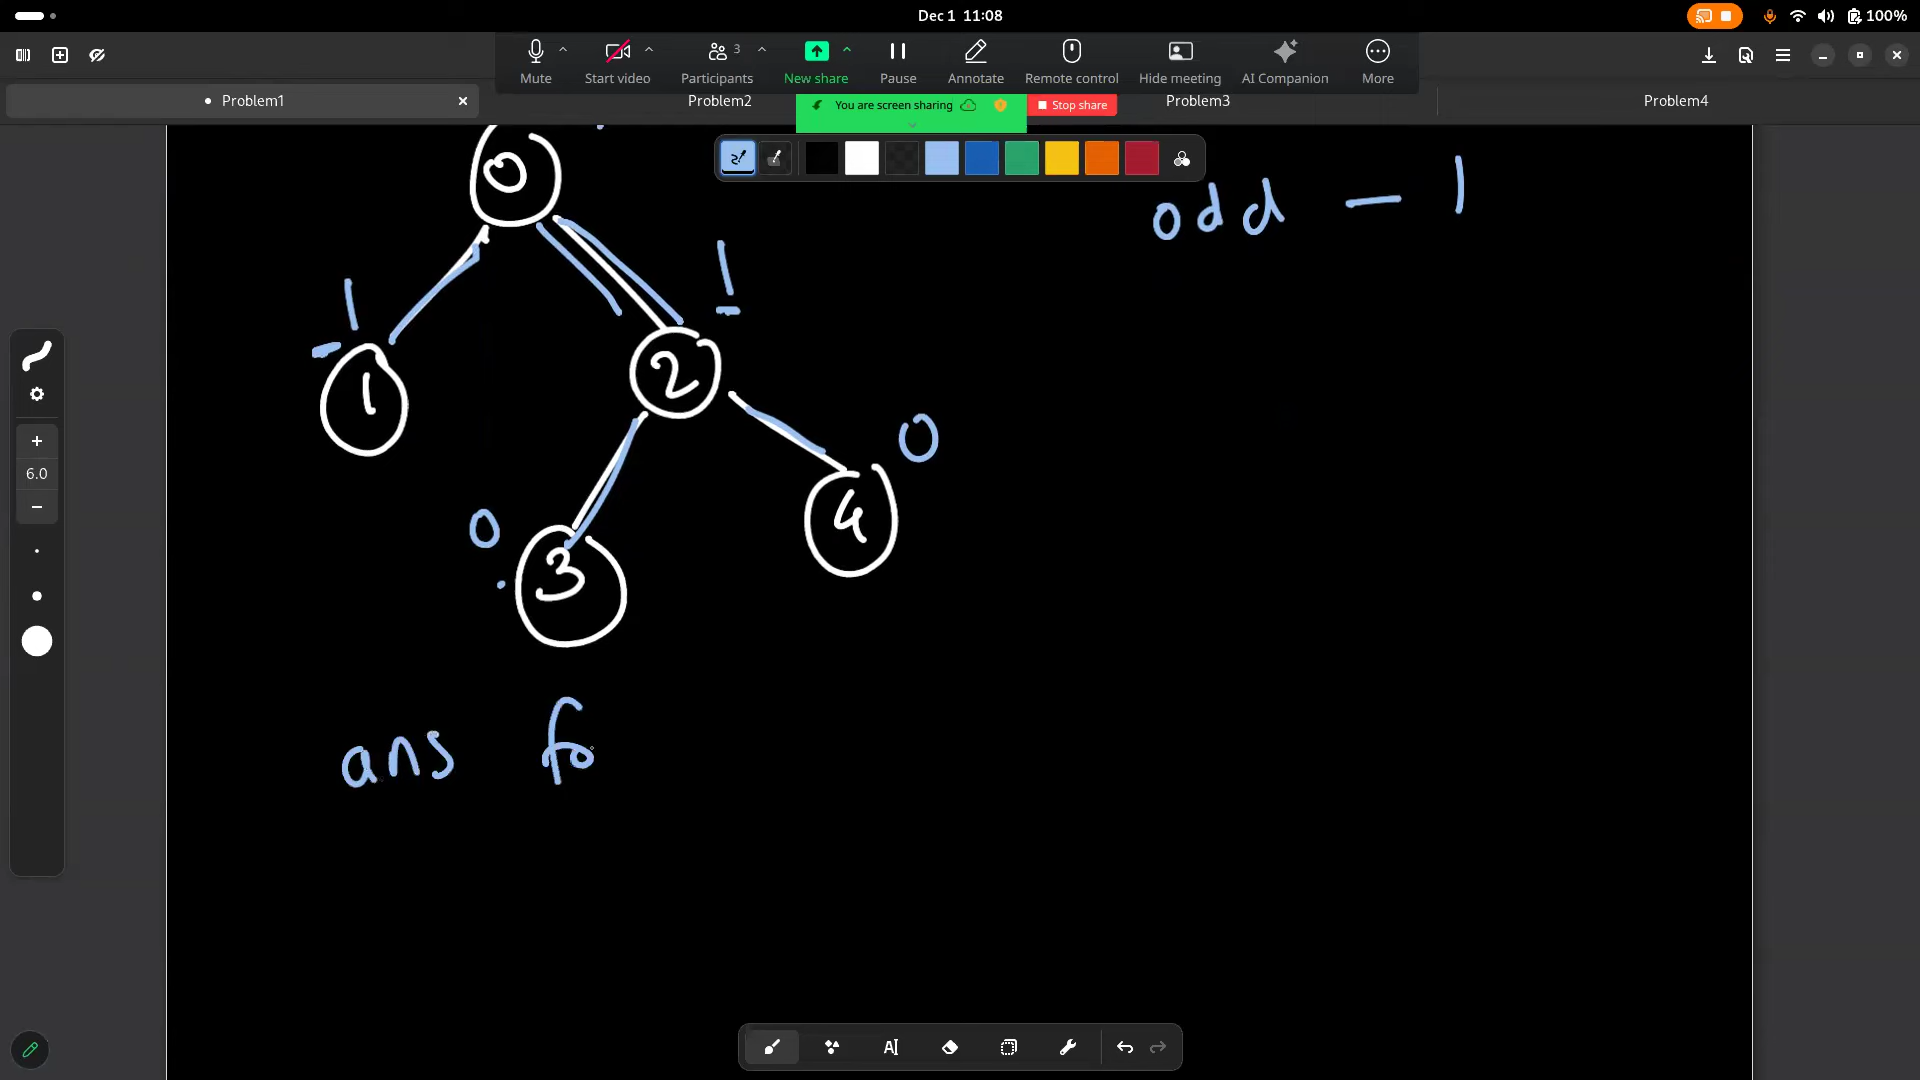 Dec 1 11:08
100%
Mute
Start video
Participants
3
New share
Pause
Annotate
Remote control
Hide meeting
AI Companion
More
Problem1
Problem2
You are screen sharing
Stop share
Problem3
Problem4
odd - 1
0
1
1
1
2
0
4
0
3
6.0
ans fo